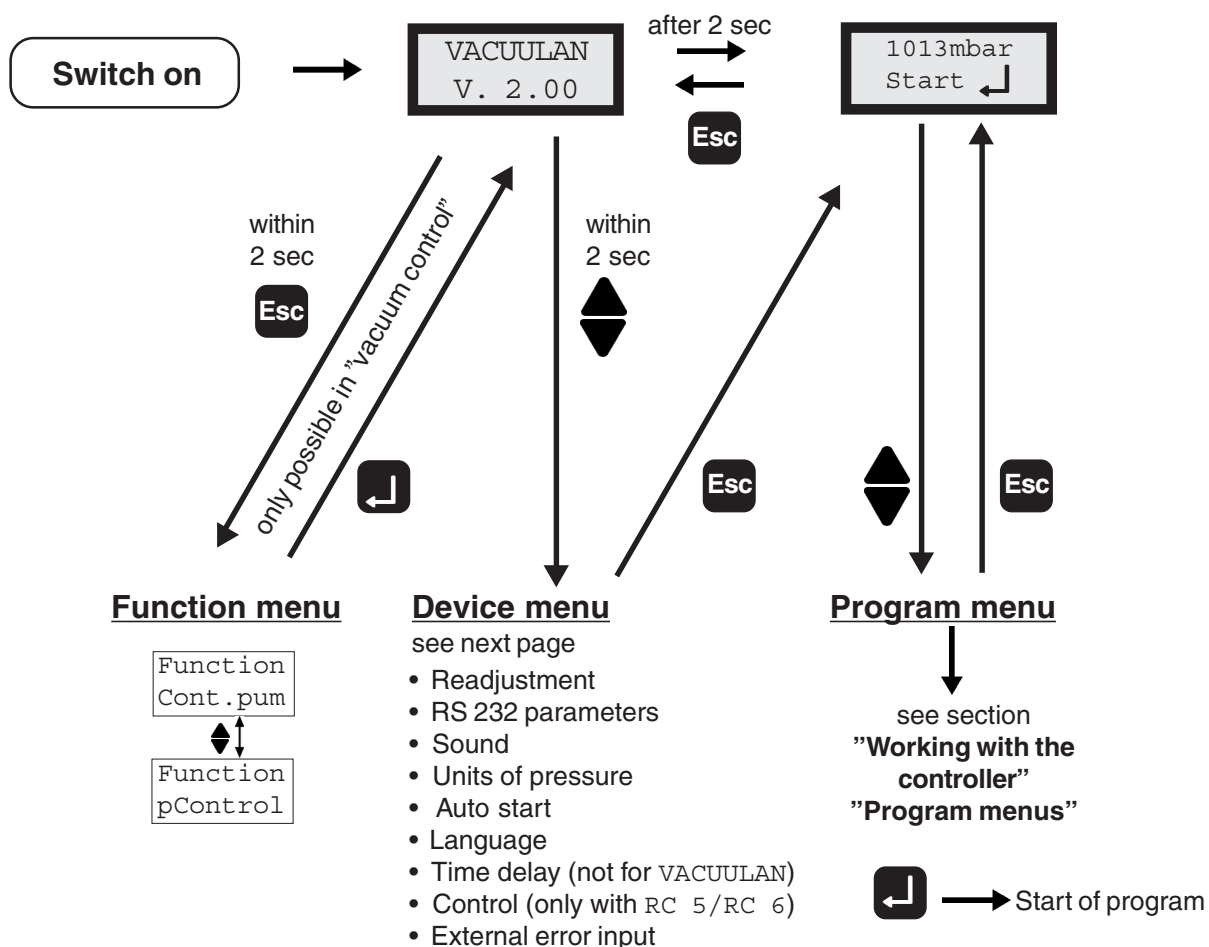 Switch on
VACUULAN
V. 2.00
after 2 sec
Esc
1013mbar
Start
within
2 sec
Esc
only possible in ”vacuum control”
within
2 sec
Esc
Esc
Function menu
Function
Cont.pum
Function
pControl
Device menu
see next page
• Readjustment
• RS 232 parameters
• Sound
• Units of pressure
• Auto start
• Language
• Time delay (not for VACUULAN)
• Control (only with RC 5/RC 6)
• External error input
Program menu
see section
”Working with the
controller”
”Program menus”
Start of program